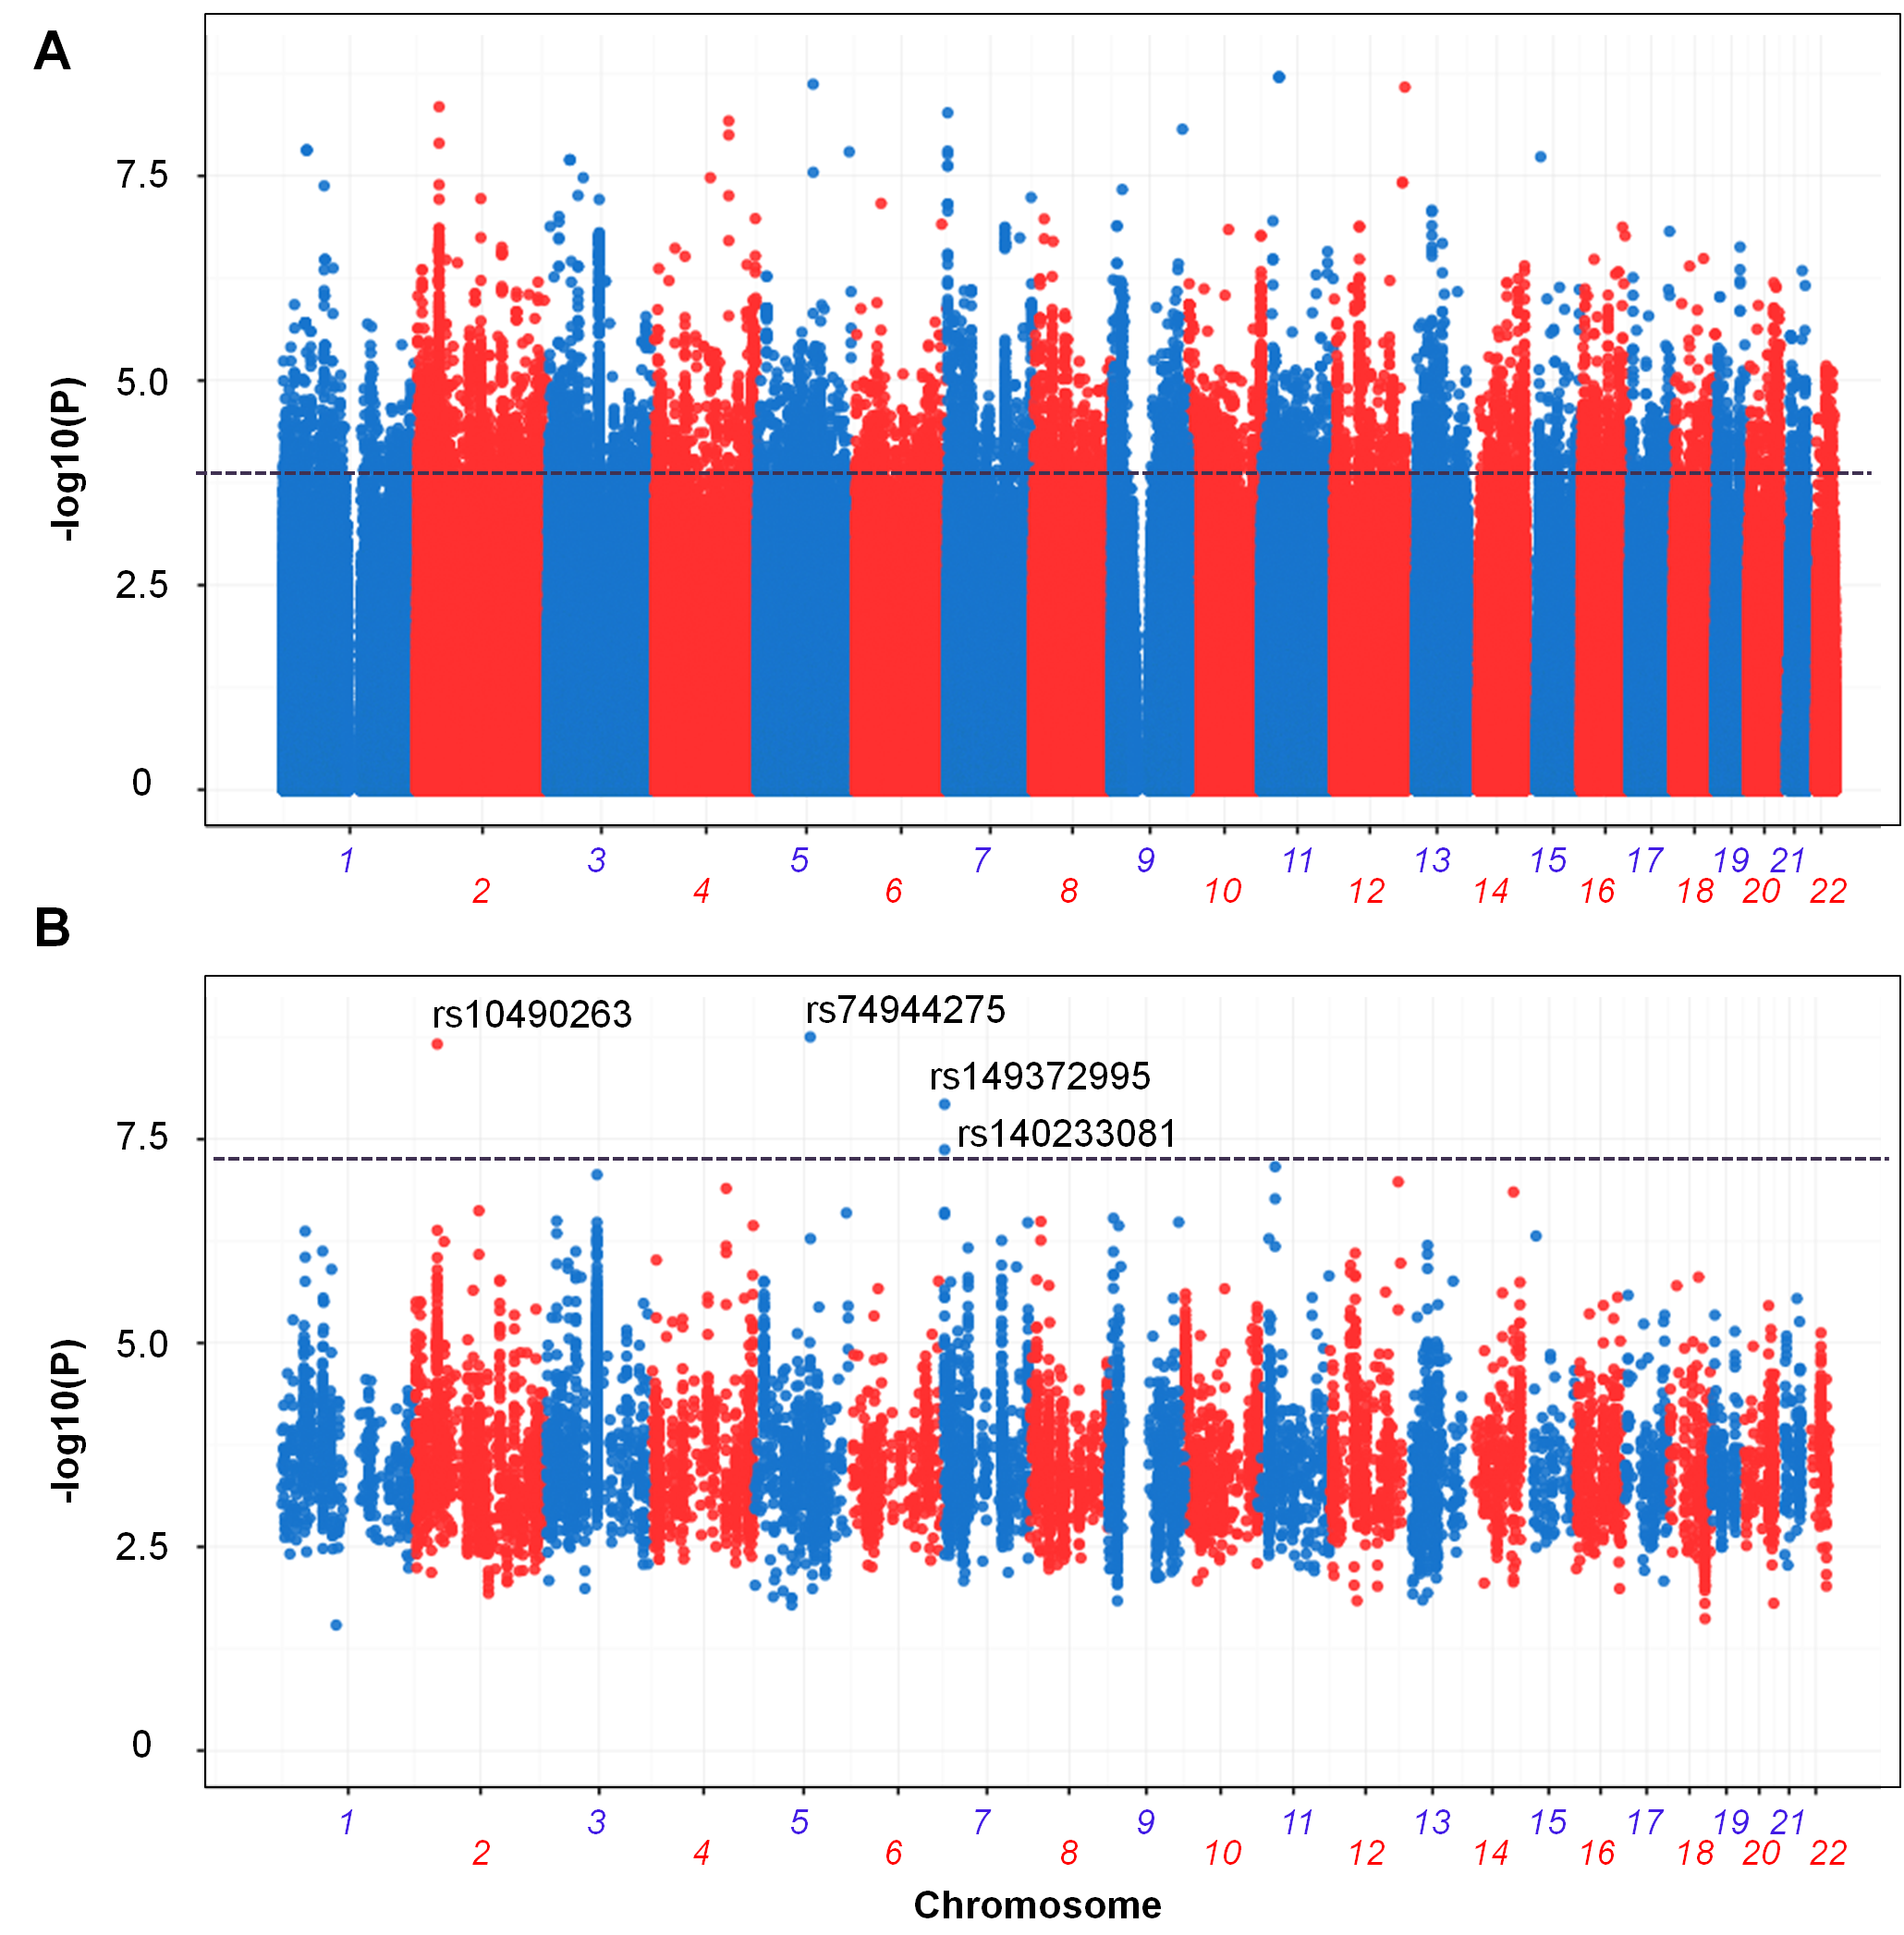 A
7.5
5.0
2.5
0
-log10(P)
1 3 5 7 9 11 13 15 17 19 21
2 4 6 8 10 12 14 16 18 20 22
B
rs10490263
rs74944275
rs149372995
rs140233081
7.5
5.0
2.5
0
-log10(P)
1 3 5 7 9 11 13 15 17 19 21
2 4 6 8 10 12 14 16 18 20 22
Chromosome